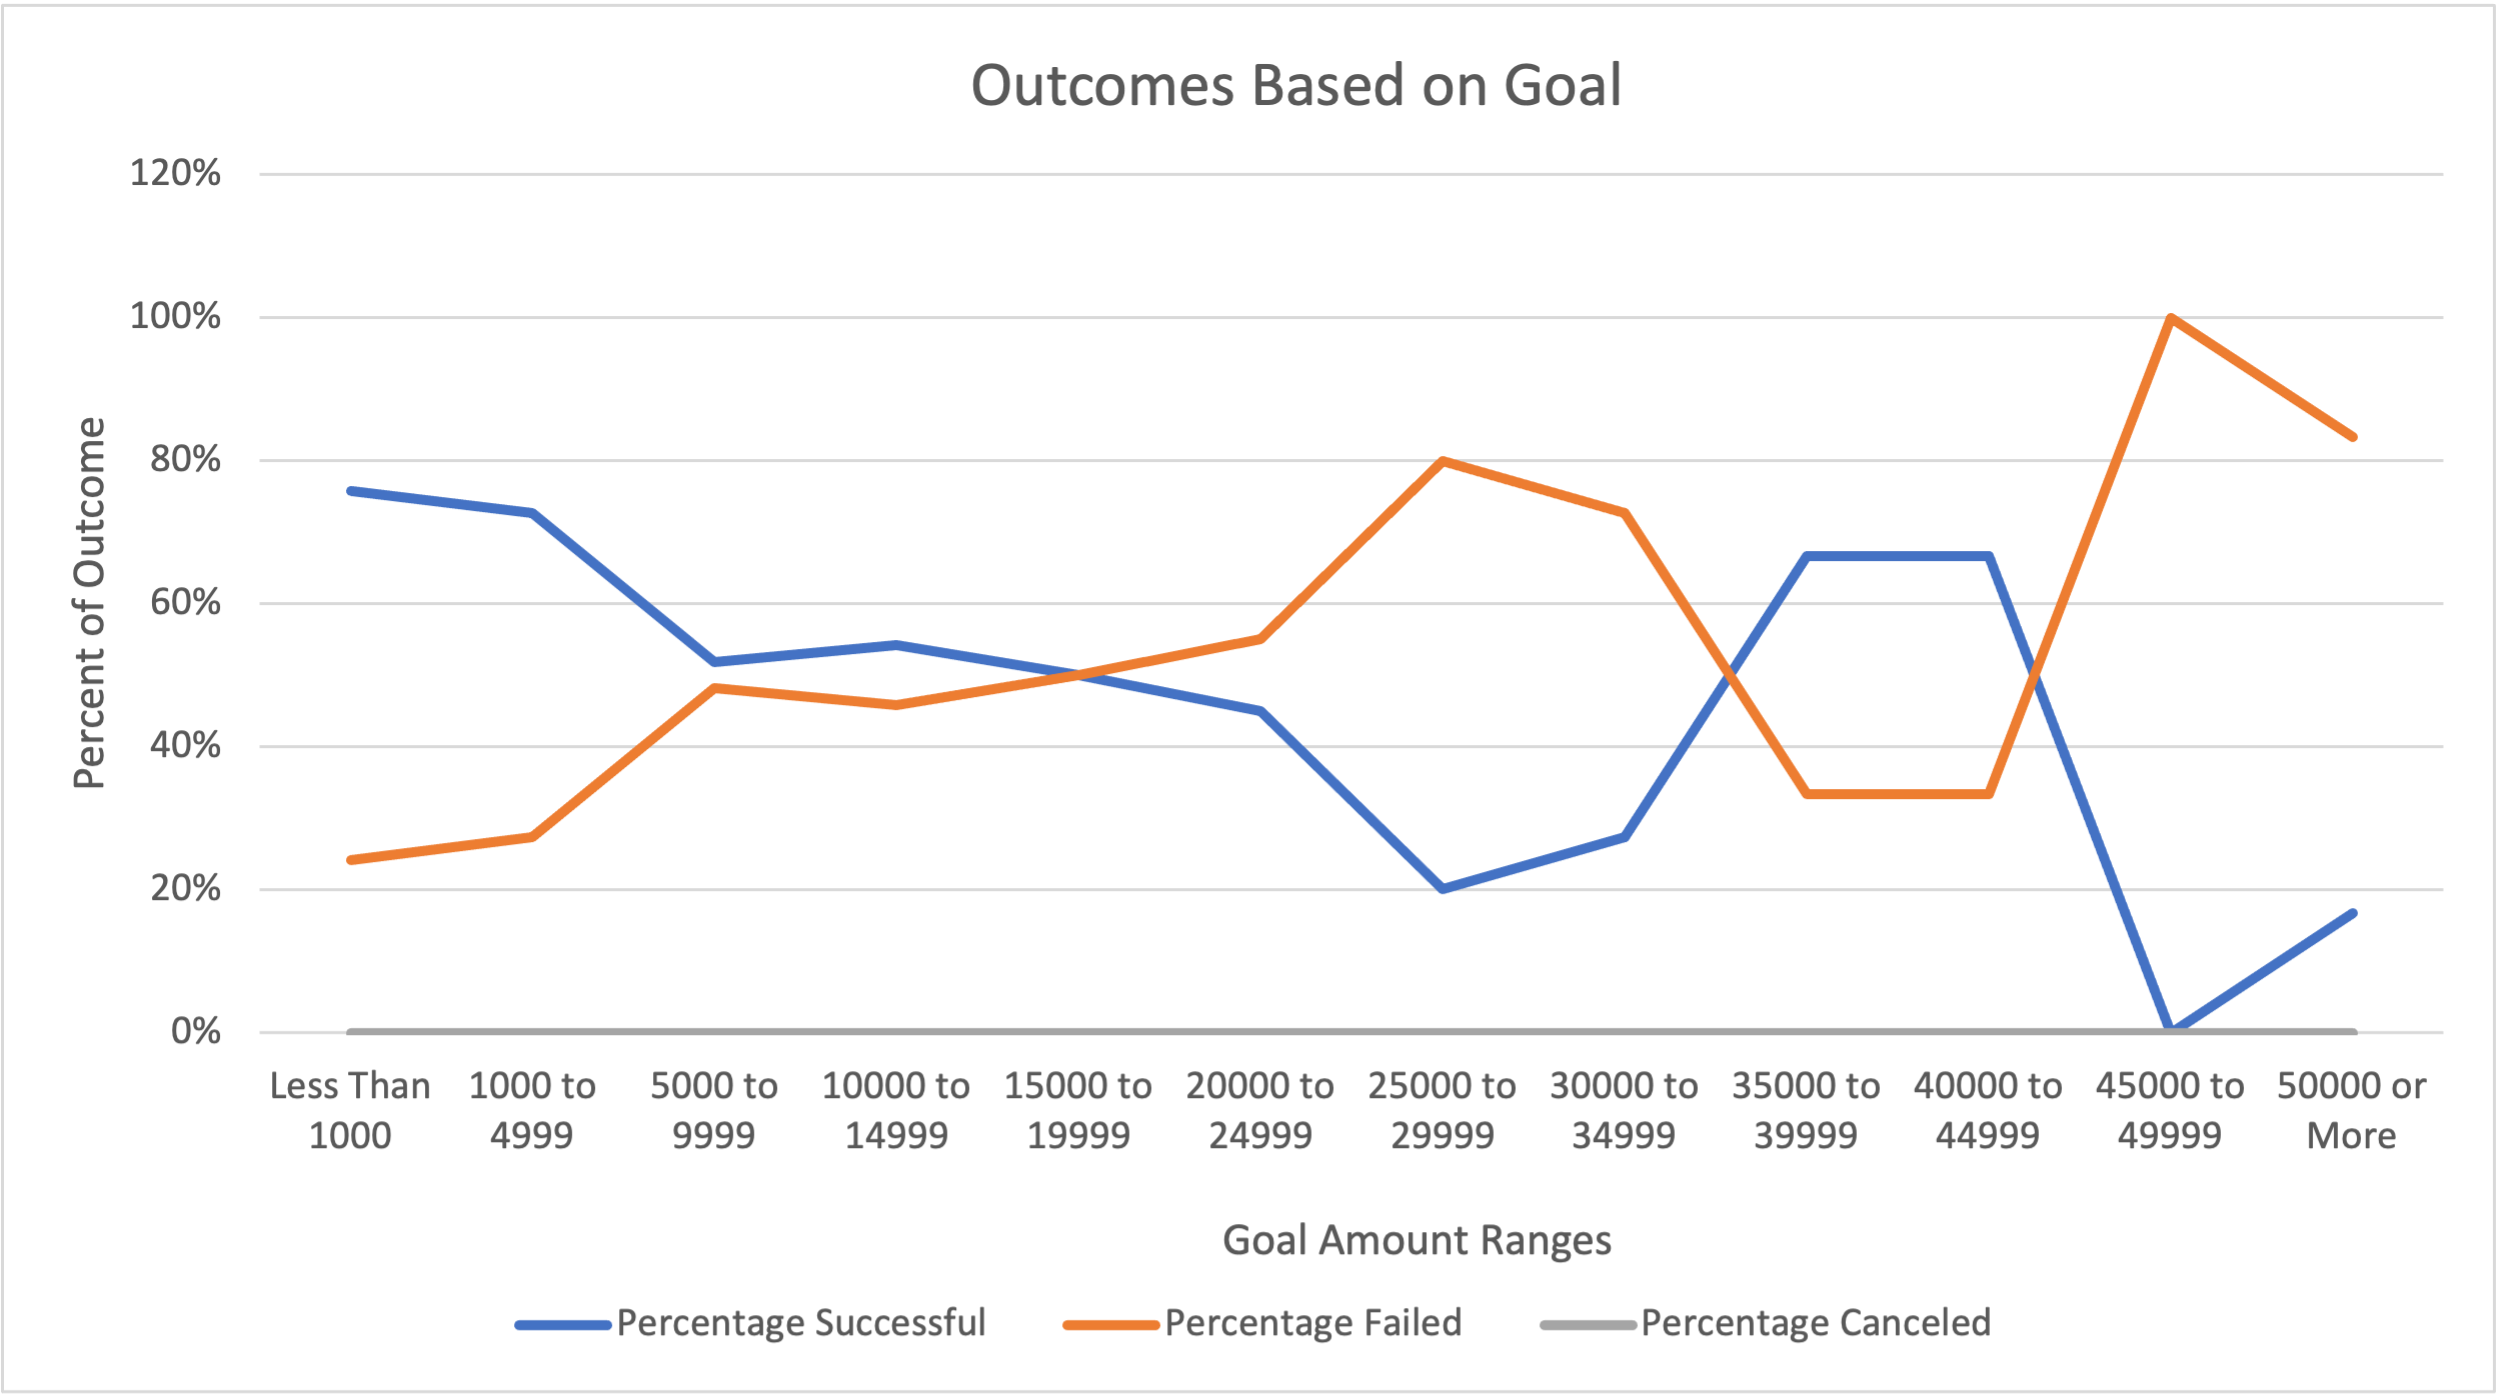 Outcomes Based on Goal
120%
100%
80%
60%
40%
20%
0%
Percent of Outcome
Less Than
1000
1000 to
4999
5000 to
9999
10000 to
14999
15000 to
19999
20000 to
24999
25000 to
29999
30000 to
34999
35000 to
39999
40000 to
44999
45000 to
49999
50000 or
More
Goal Amount Ranges
Percentage Successful
Percentage Failed
Percentage Canceled